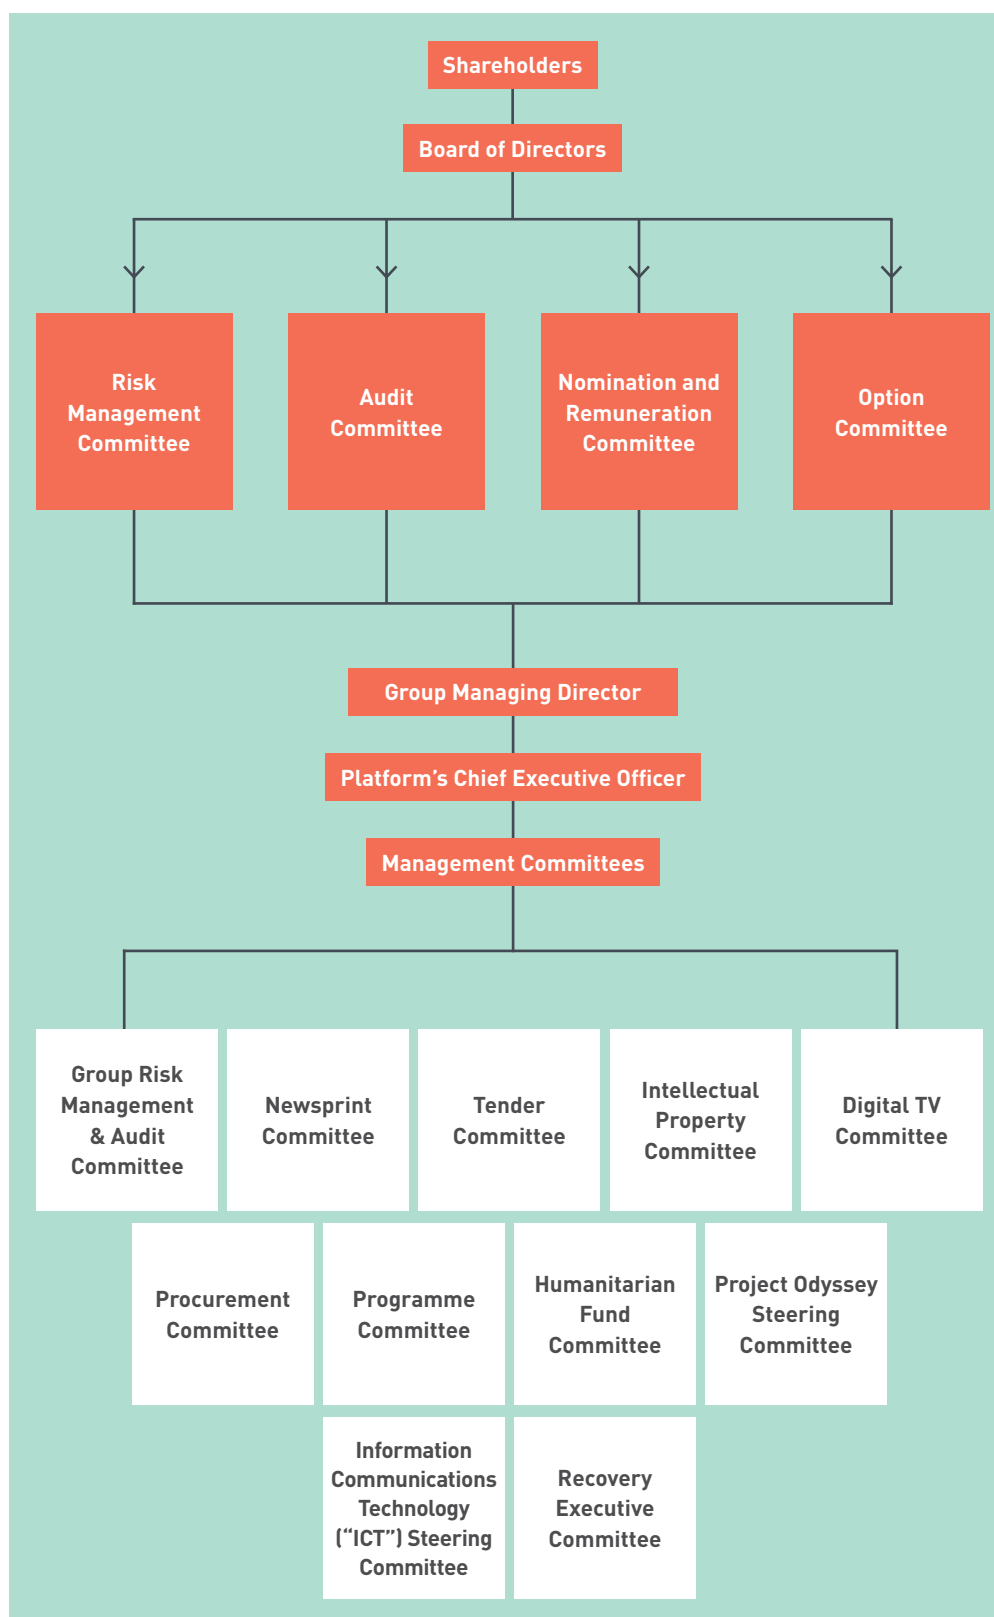 Shareholders
Board of Directors
Risk
Management
Committee
Audit
Committee
Nomination and
Remuneration
Committee
Option
Committee
Group Managing Director
Platform’s Chief Executive Officer
Management Committees
Group Risk
Management
& Audit
Committee
Newsprint
Committee
Tender
Committee
Intellectual
Property
Committee
Digital TV
Committee
Procurement
Committee
Programme
Committee
Humanitarian
Fund
Committee
Project Odyssey
Steering
Committee
Information
Communications
Technology
(“ICT”) Steering
Committee
Recovery
Executive
Committee